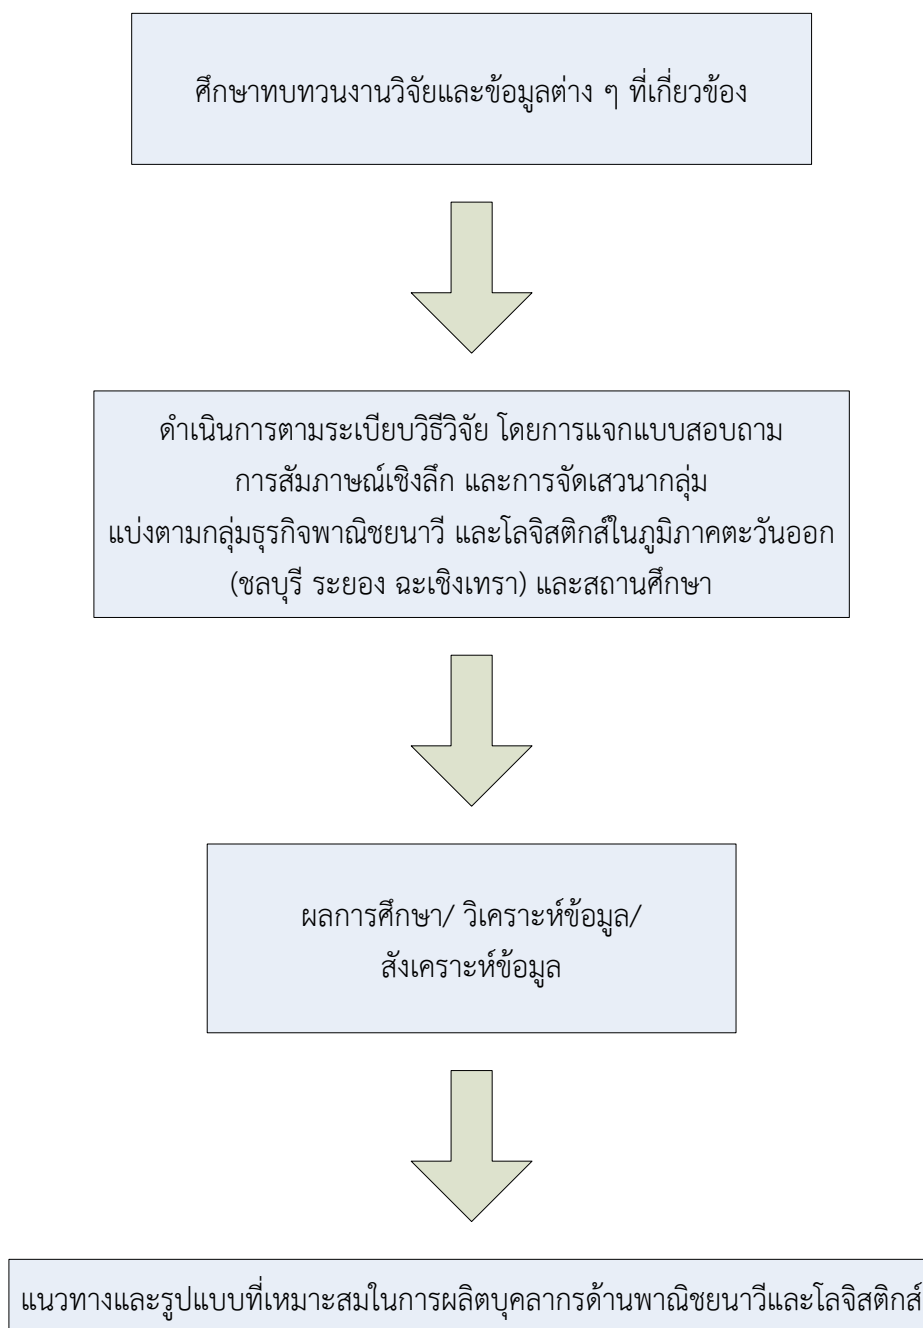 ศึกษาทบทวนงานวิจัยและข้อมูลต่าง ๆ ที่เกี่ยวข้อง
ดำเนินการตามระเบียบวิธีวิจัย โดยการแจกแบบสอบถาม
การสัมภาษณ์เชิงลึก และการจัดเสวนากลุ่ม
แบ่งตามกลุ่มธุรกิจพาณิชยนาวี และโลจิสติกส์ในภูมิภาคตะวันออก
(ชลบุรี ระยอง ฉะเชิงเทรา) และสถานศึกษา
ผลการศึกษา/ วิเคราะห์ข้อมูล/
สังเคราะห์ข้อมูล
แนวทางและรูปแบบที่เหมาะสมในการผลิตบุคลากรด้านพาณิชยนาวีและโลจิสติกส์